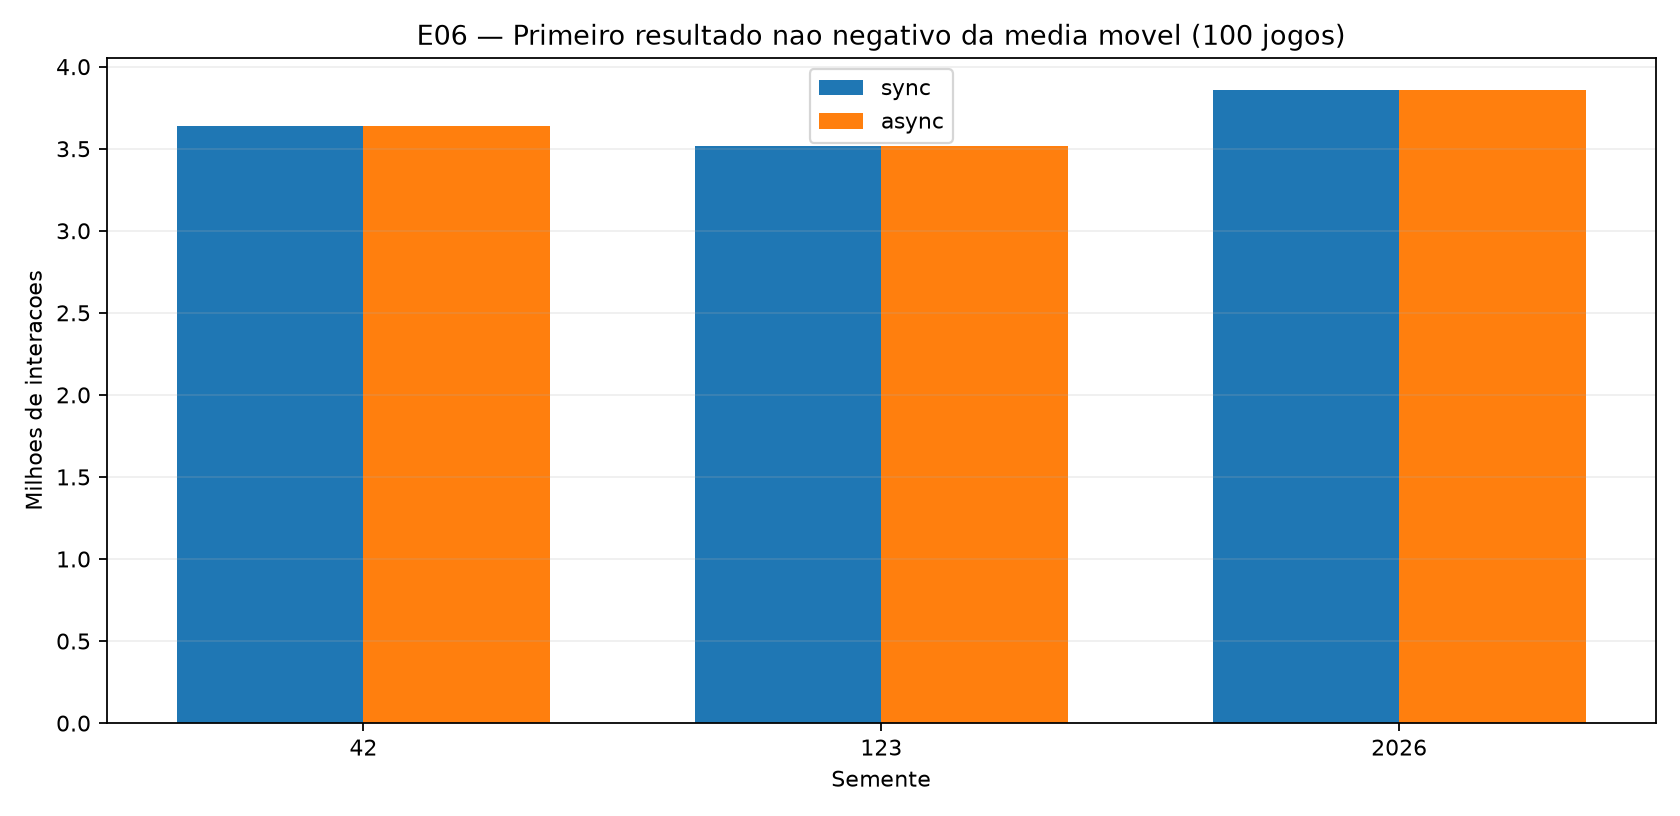 E06 — Primeiro resultado nao negativo da media movel (100 jogos)
sync
async
4.0
3.5
3.0
2.5
2.0
1.5
1.0
0.5
0.0
Milhoes de interacoes
42
123
2026
Semente